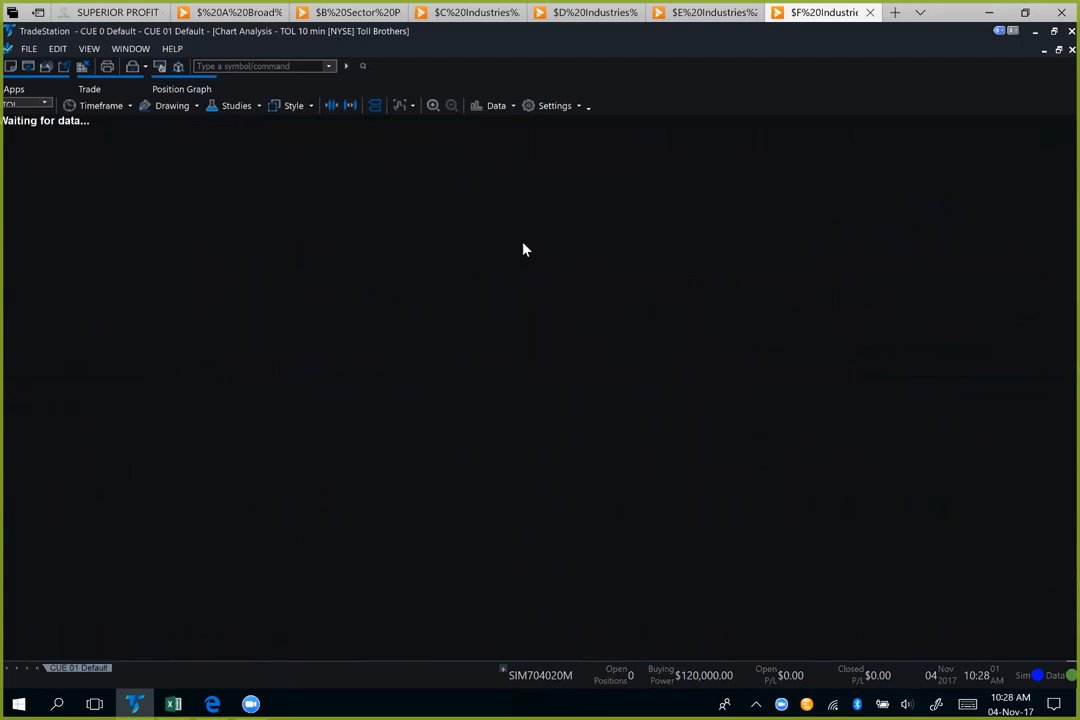 SUPERIOR PROFIT
$%20A%20Broad%
$B%20Sector%20P
$C%20Industries%
$D%20Industries%
$E%20Industries%
$F%20Industrie
TradeStation - CUE 0 Default - CUE 01 Default - [Chart Analysis - TOL 10 min [NYSE] Toll Brothers]
FILE EDIT VIEW WINDOW HELP
Type a symbol/command
Apps Trade Position Graph
TOL Timeframe Drawing Studies Style Data Settings
Waiting for data...
CUE 01 Default
SIM704020M
Open Positions 0
Buying Power $120,000.00
Open P/L $0.00
Closed P/L $0.00
04 Nov 2017
10:28 01 AM
Sim Data
10:28 AM
04-Nov-17